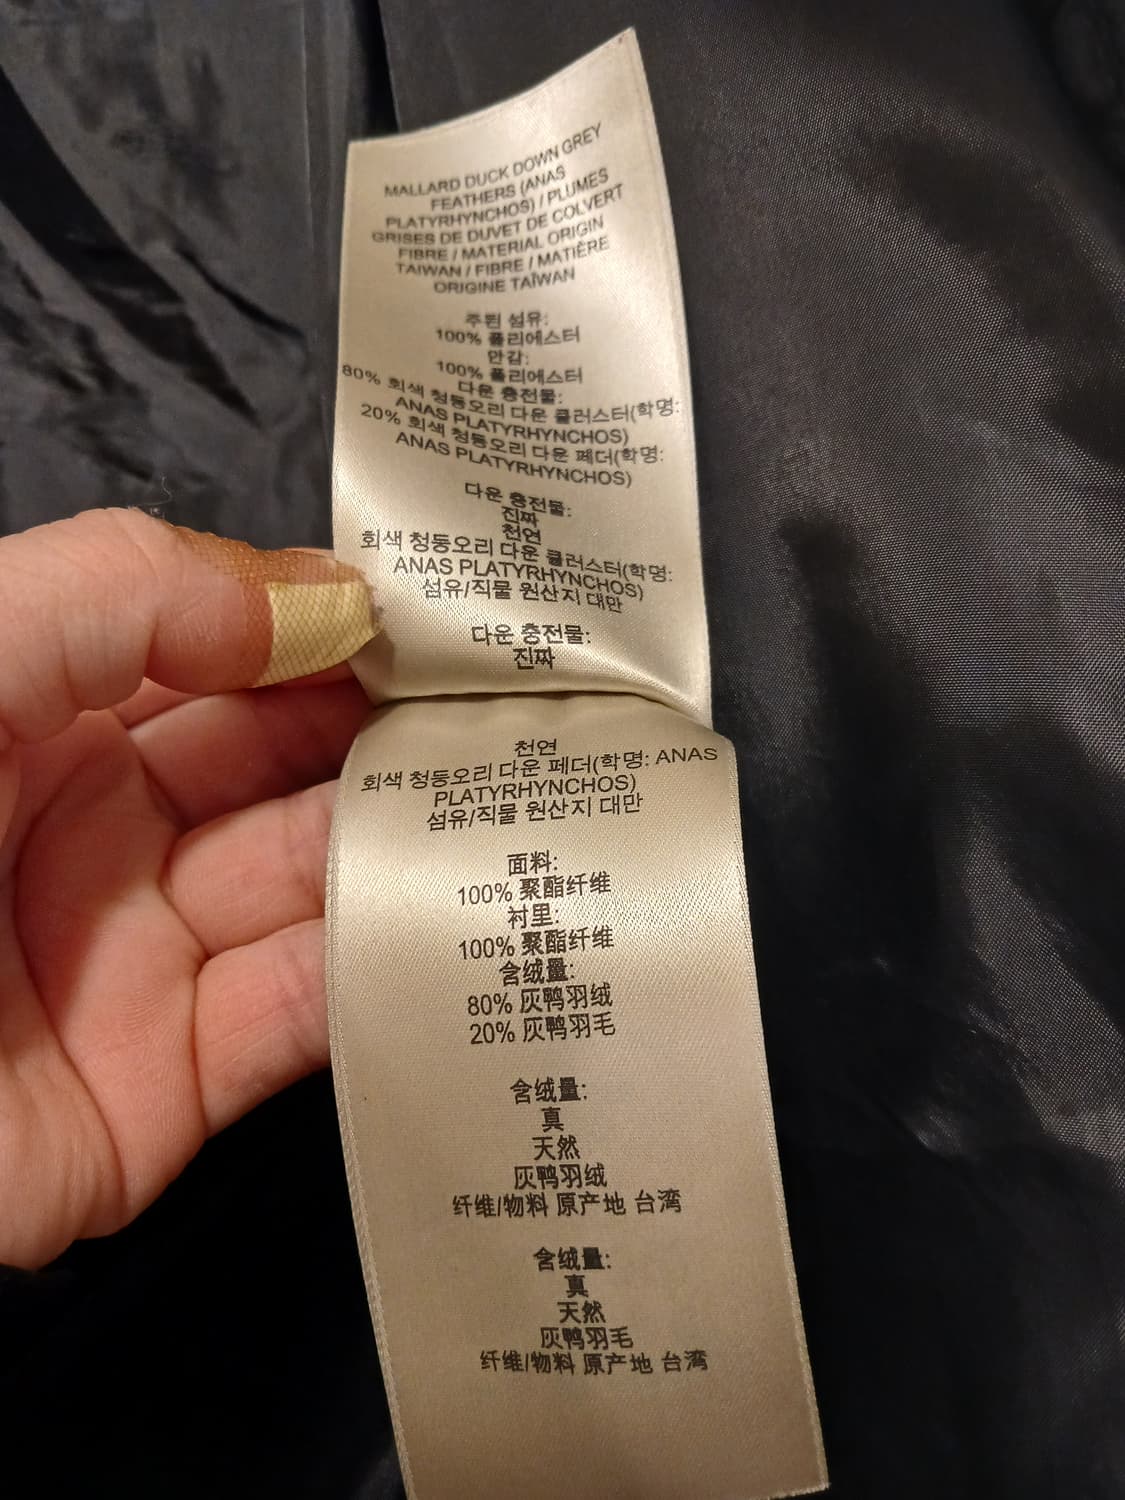 MALLARD DUCK DOWN GREY
FEATHERS (ANAS
PLATYRHYNCHOS) / PLUMES
GRISES DE DUVET DE COLVERT
FIBRE / MATERIAL ORIGIN
TAIWAN / FIBRE / MATIÈRE
ORIGINE TAÏWAN
주된 섬유:
100% 폴리에스터
안감:
100% 폴리에스터
다운 충전물:
80% 회색 청둥오리 다운 클러스터(학명:
ANAS PLATYRHYNCHOS)
20% 회색 청둥오리 다운 페더(학명:
ANAS PLATYRHYNCHOS)
다운 충전물:
진짜
천연
회색 청둥오리 다운 클러스터(학명:
ANAS PLATYRHYNCHOS)
섬유/직물 원산지 대만
다운 충전물:
진짜
천연
회색 청둥오리 다운 페더(학명: ANAS
PLATYRHYNCHOS)
섬유/직물 원산지 대만
面料:
100% 聚酯纤维
衬里:
100% 聚酯纤维
含绒量:
80% 灰鸭羽绒
20% 灰鸭羽毛
含绒量:
真
天然
灰鸭羽绒
纤维/物料 原产地 台湾
含绒量:
真
天然
灰鸭羽毛
纤维/物料 原产地 台湾